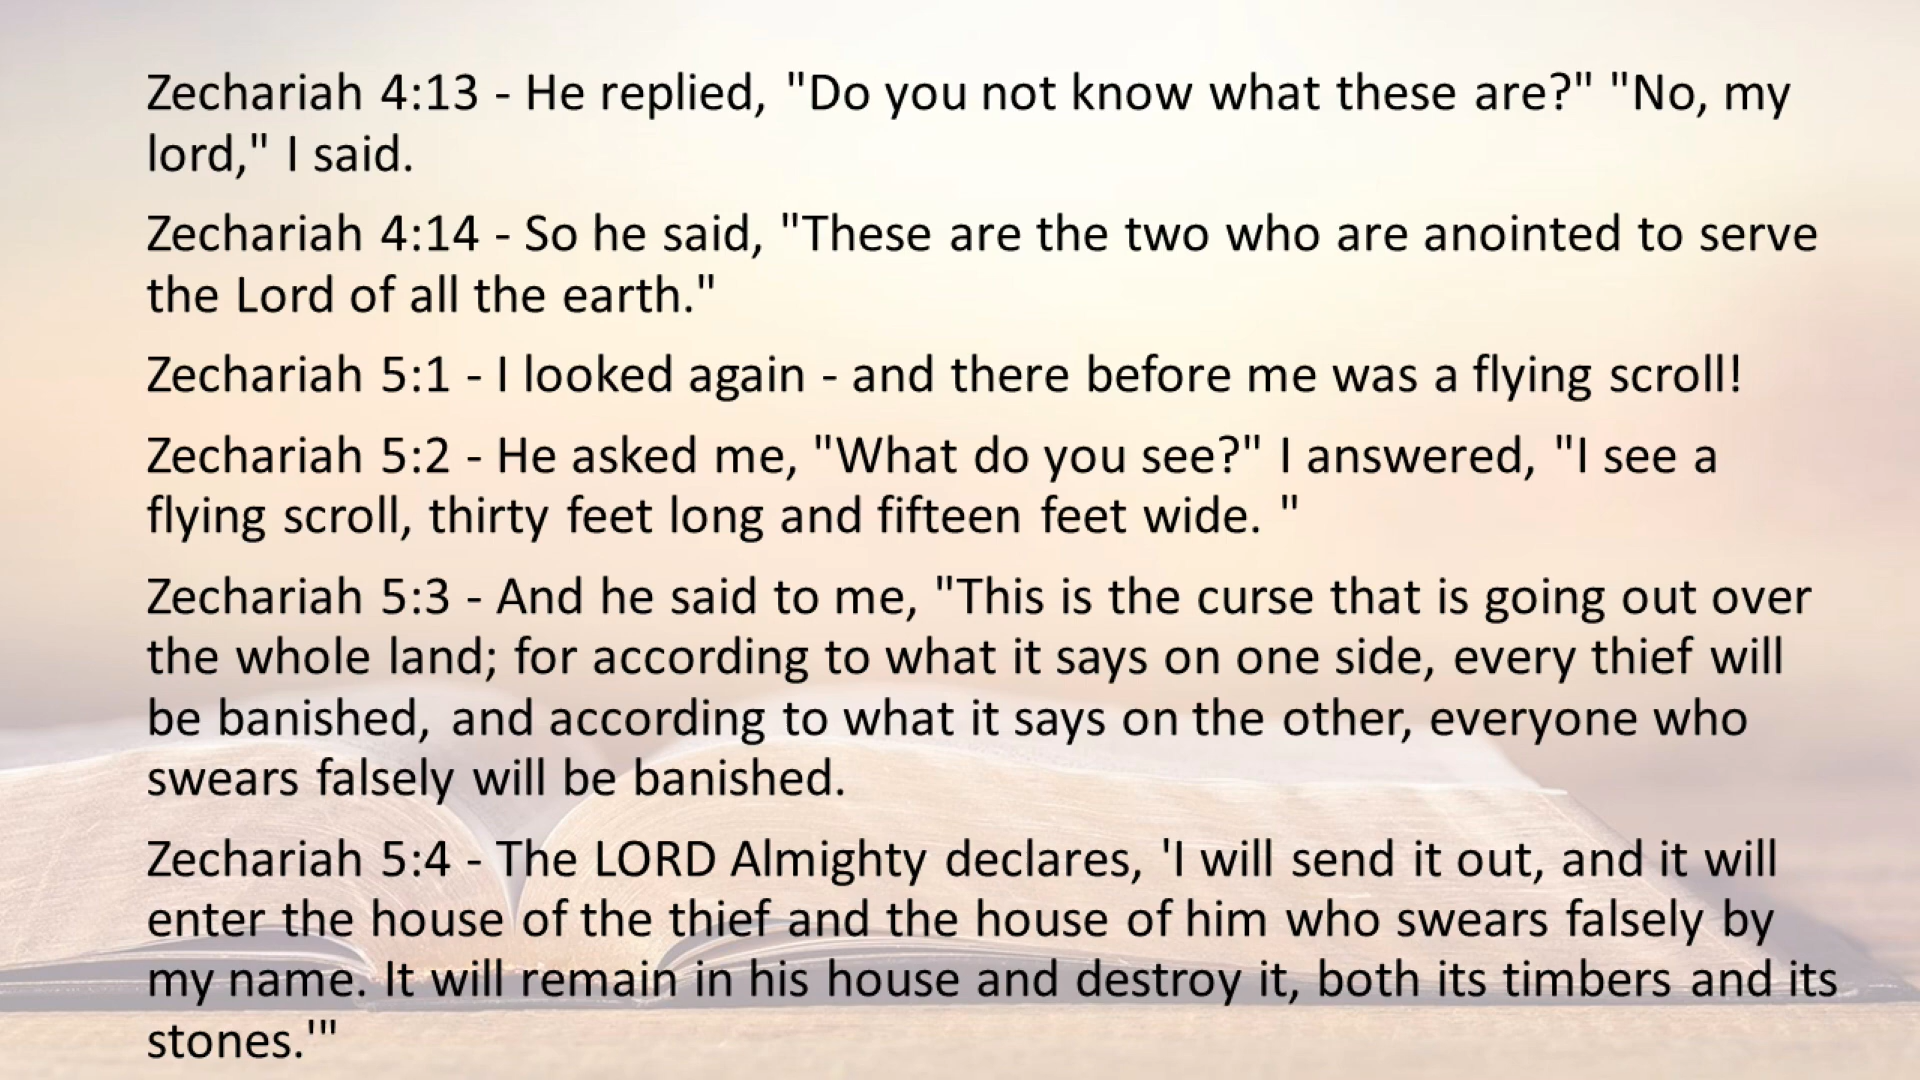 Zechariah 4:13 - He replied, "Do you not know what these are?" "No, my
lord," I said.
Zechariah 4:14 - So he said, "These are the two who are anointed to serve
the Lord of all the earth."
Zechariah 5:1 - I looked again - and there before me was a flying scroll!
Zechariah 5:2 - He asked me, "What do you see?" I answered, "I see a
flying scroll, thirty feet long and fifteen feet wide. "
Zechariah 5:3 - And he said to me, "This is the curse that is going out over
the whole land; for according to what it says on one side, every thief will
be banished, and according to what it says on the other, everyone who
swears falsely will be banished.
Zechariah 5:4 - The LORD Almighty declares, 'I will send it out, and it will
enter the house of the thief and the house of him who swears falsely by
my name. It will remain in his house and destroy it, both its timbers and its
stones.'"